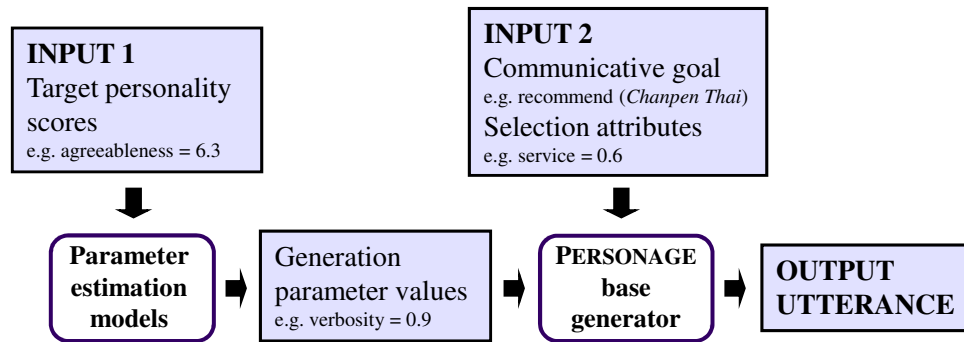 INPUT 1
Target personality
scores
e.g. agreeableness = 6.3
INPUT 2
Communicative goal
e.g. recommend (Chanpen Thai)
Selection attributes
e.g. service = 0.6
Parameter
estimation
models
Generation
parameter values
e.g. verbosity = 0.9
PERSONAGE
base
generator
OUTPUT
UTTERANCE